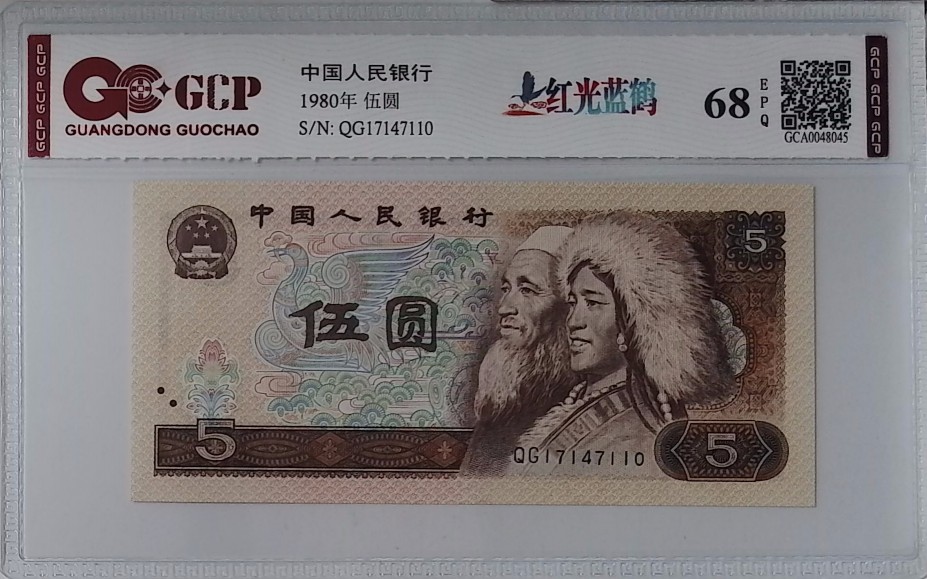 GCP GCP GCP
GCP
GUANGDONG GUOCHAO
中国人民银行
1980年 伍圆
S/N: QG17147110
红光蓝鹤
68
EPQ
GCA0048045
GCP GCP GCP
中国人民银行
5
伍圆
5
QG17147110
5